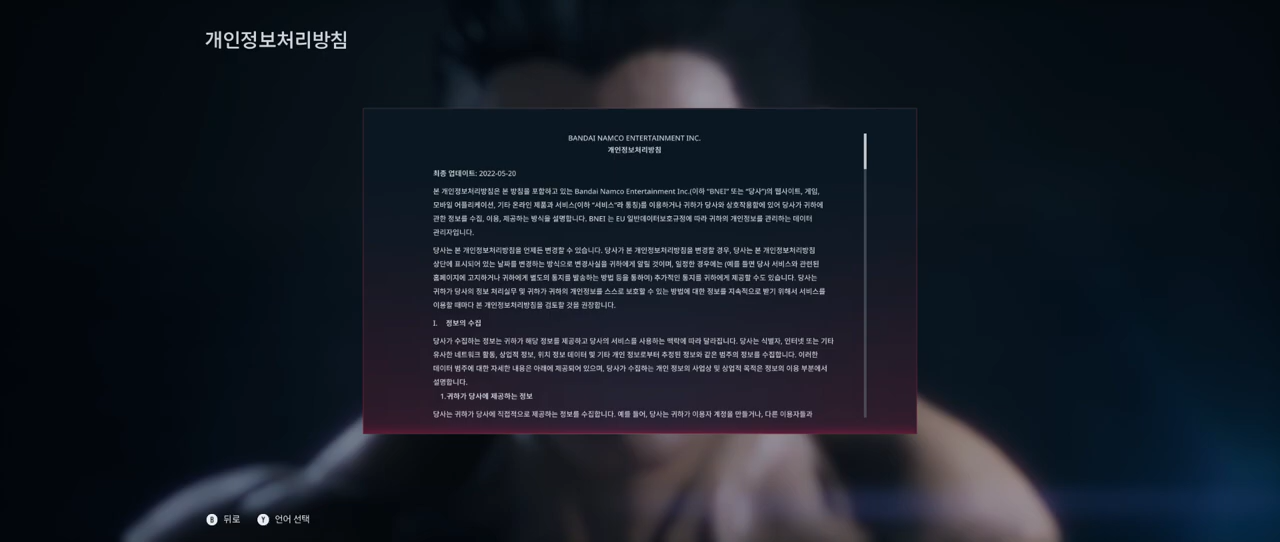 개인정보처리방침
BANDAI NAMCO ENTERTAINMENT INC.
개인정보처리방침
최종 업데이트: 2022-05-20
본 개인정보처리방침은 본 방침을 포함하고 있는 Bandai Namco Entertainment Inc.(이하 "BNEI" 또는 "당사")의 웹사이트, 게임,
모바일 어플리케이션, 기타 온라인 제품과 서비스(이하 "서비스"라 통칭)를 이용하거나 귀하가 당사와 상호작용함에 있어 당사가 귀하에
관한 정보를 수집, 이용, 제공하는 방식을 설명합니다. BNEI 는 EU 일반데이터보호규정에 따라 귀하의 개인정보를 관리하는 데이터
관리자입니다.
당사는 본 개인정보처리방침을 언제든 변경할 수 있습니다. 당사가 본 개인정보처리방침을 변경할 경우, 당사는 본 개인정보처리방침
상단에 표시되어 있는 날짜를 변경하는 방식으로 변경사실을 귀하에게 알릴 것이며, 일정한 경우에는 (예를 들면 당사 서비스와 관련된
홈페이지에 고지하거나 귀하에게 별도의 통지를 발송하는 방법 등을 통하여) 추가적인 통지를 귀하에게 제공할 수도 있습니다. 당사는
귀하가 당사의 정보 처리실무 및 귀하가 귀하의 개인정보를 스스로 보호할 수 있는 방법에 대한 정보를 지속적으로 받기 위해서 서비스를
이용할 때마다 본 개인정보처리방침을 검토할 것을 권장합니다.
I. 정보의 수집
당사가 수집하는 정보는 귀하가 해당 정보를 제공하고 당사의 서비스를 사용하는 맥락에 따라 달라집니다. 당사는 식별자, 인터넷 또는 기타
유사한 네트워크 활동, 상업적 정보, 위치 정보 데이터 및 기타 개인 정보로부터 추정된 정보와 같은 범주의 정보를 수집합니다. 이러한
데이터 범주에 대한 자세한 내용은 아래에 제공되어 있으며, 당사가 수집하는 개인 정보의 사업상 및 상업적 목적은 정보의 이용 부분에서
설명합니다.
1. 귀하가 당사에 제공하는 정보
당사는 귀하가 당사에 직접적으로 제공하는 정보를 수집합니다. 예를 들어, 당사는 귀하가 이용자 계정을 만들거나, 다른 이용자들과
B 뒤로 Y 언어 선택